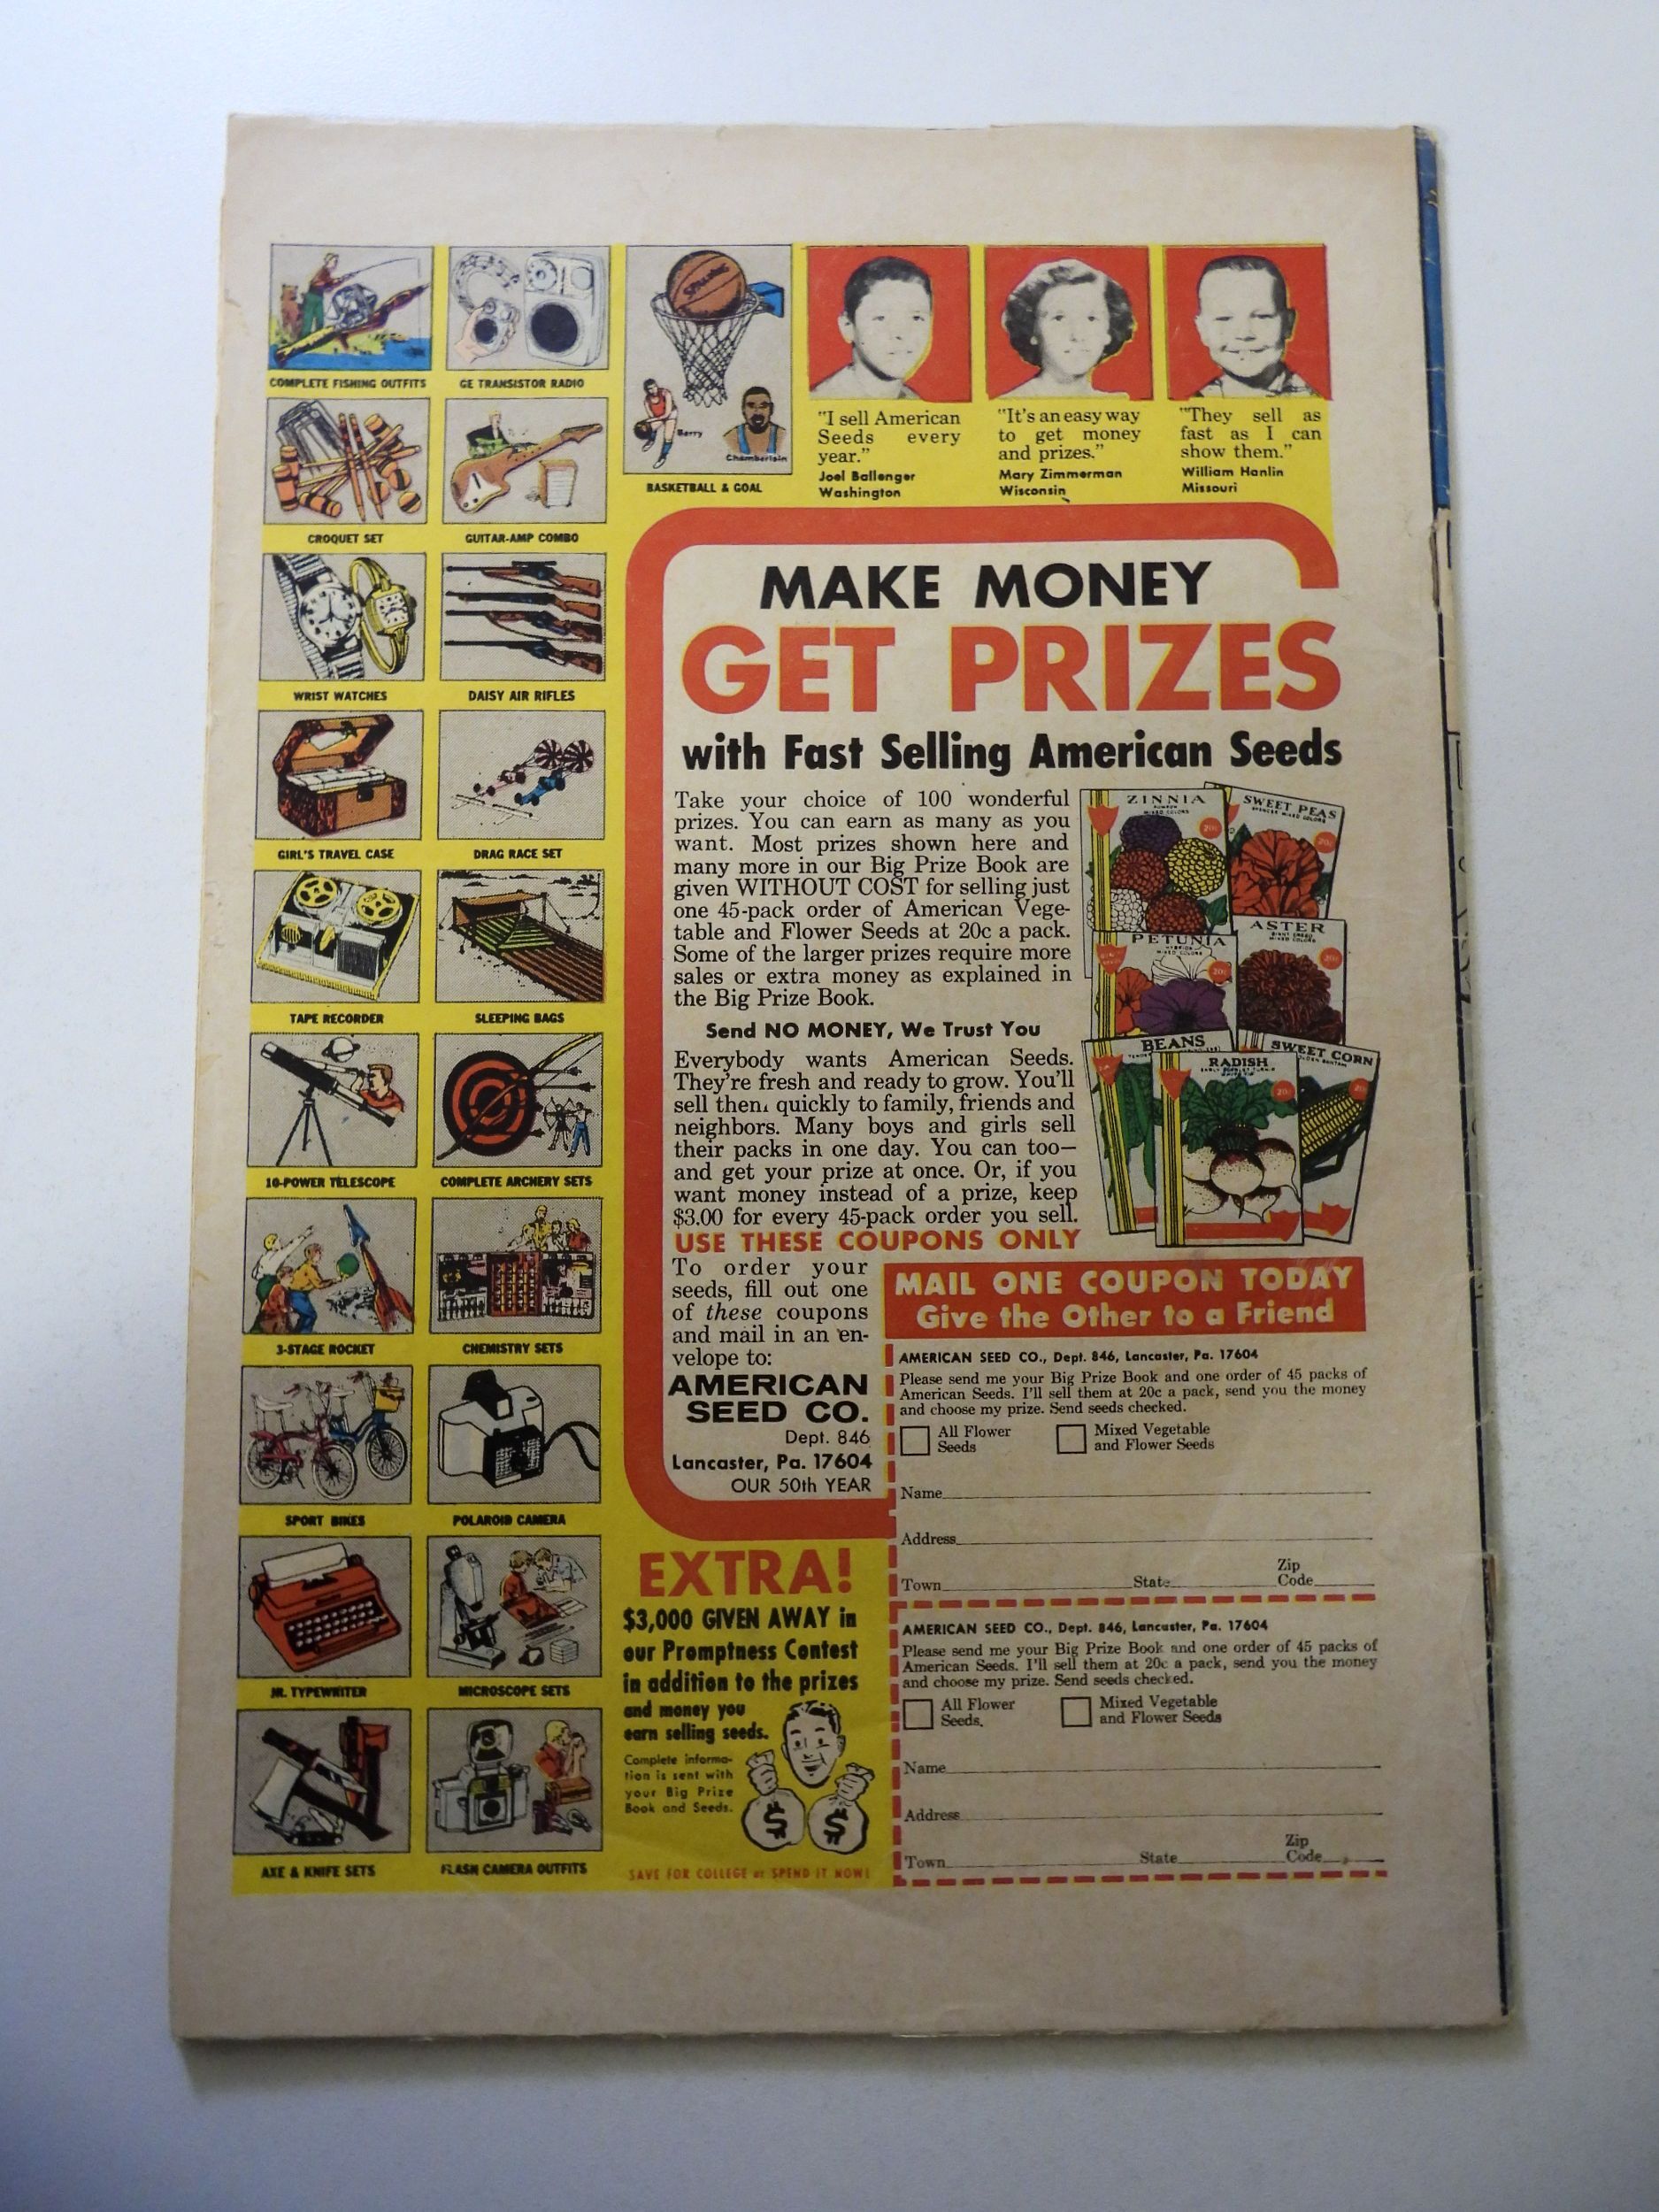 COMPLETE FISHING OUTFITS
GE TRANSISTOR RADIO
SPALDING
Barry
Chamberlain
BASKETBALL & GOAL
"I sell American
Seeds every
year."
Joel Ballenger
Washington
"It's an easy way
to get money
and prizes."
Mary Zimmerman
Wisconsin
"They sell as
fast as I can
show them."
William Hanlin
Missouri
CROQUET SET
GUITAR-AMP COMBO
WRIST WATCHES
DAISY AIR RIFLES
GIRL'S TRAVEL CASE
DRAG RACE SET
TAPE RECORDER
SLEEPING BAGS
10-POWER TELESCOPE
COMPLETE ARCHERY SETS
3-STAGE ROCKET
CHEMISTRY SETS
SPORT BIKES
POLAROID CAMERA
JR. TYPEWRITER
MICROSCOPE SETS
AXE & KNIFE SETS
FLASH CAMERA OUTFITS
MAKE MONEY
GET PRIZES
with Fast Selling American Seeds
Take your choice of 100 wonderful
prizes. You can earn as many as you
want. Most prizes shown here and
many more in our Big Prize Book are
given WITHOUT COST for selling just
one 45-pack order of American Vege-
table and Flower Seeds at 20c a pack.
Some of the larger prizes require more
sales or extra money as explained in
the Big Prize Book.
Send NO MONEY, We Trust You
Everybody wants American Seeds.
They're fresh and ready to grow. You'll
sell them quickly to family, friends and
neighbors. Many boys and girls sell
their packs in one day. You can too—
and get your prize at once. Or, if you
want money instead of a prize, keep
$3.00 for every 45-pack order you sell.
USE THESE COUPONS ONLY
To order your
seeds, fill out one
of these coupons
and mail in an en-
velope to:
AMERICAN
SEED CO.
Dept. 846
Lancaster, Pa. 17604
OUR 50th YEAR
ZINNIA
MIXED COLORS
20c
SWEET PEAS
SPENCER MIXED COLORS
20c
PETUNIA
MIXED COLORS
20c
ASTER
MIXED COLORS
20c
BEANS
RADISH
20c
SWEET CORN
20c
MAIL ONE COUPON TODAY
Give the Other to a Friend
AMERICAN SEED CO., Dept. 846, Lancaster, Pa. 17604
Please send me your Big Prize Book and one order of 45 packs of
American Seeds. I'll sell them at 20c a pack, send you the money
and choose my prize. Send seeds checked.
All Flower
Seeds
Mixed Vegetable
and Flower Seeds
Name
Address
Town State Zip Code
AMERICAN SEED CO., Dept. 846, Lancaster, Pa. 17604
Please send me your Big Prize Book and one order of 45 packs of
American Seeds. I'll sell them at 20c a pack, send you the money
and choose my prize. Send seeds checked.
All Flower
Seeds
Mixed Vegetable
and Flower Seeds
Name
Address
Town State Zip Code
EXTRA!
$3,000 GIVEN AWAY in
our Promptness Contest
in addition to the prizes
and money you
earn selling seeds.
Complete informa-
tion is sent with
your Big Prize
Book and Seeds.
$ $
SAVE FOR COLLEGE or SPEND IT NOW!